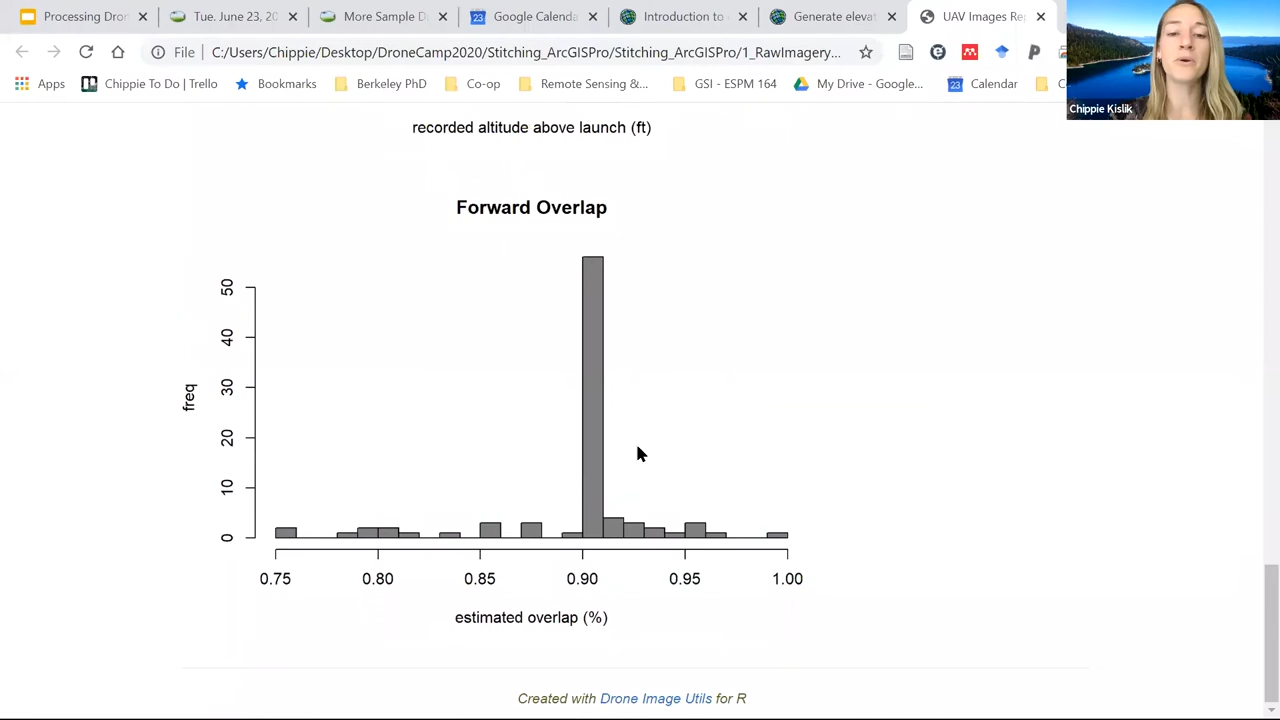 Processing Dron
Tue. June 23, 20
More Sample D
Google Calenda
Introduction to
Generate elevat
UAV Images Re
File
C:/Users/Chippie/Desktop/DroneCamp2020/Stitching_ArcGISPro/Stitching_ArcGISPro/1_RawImagery...
Apps
Chippie To Do | Trello
Bookmarks
Berkeley PhD
Co-op
Remote Sensing &...
GSI - ESPM 164
My Drive - Google...
Calendar
Chippie Kislik
recorded altitude above launch (ft)
Forward Overlap
freq
50
40
30
20
10
0
0.75 0.80 0.85 0.90 0.95 1.00
estimated overlap (%)
Created with Drone Image Utils for R